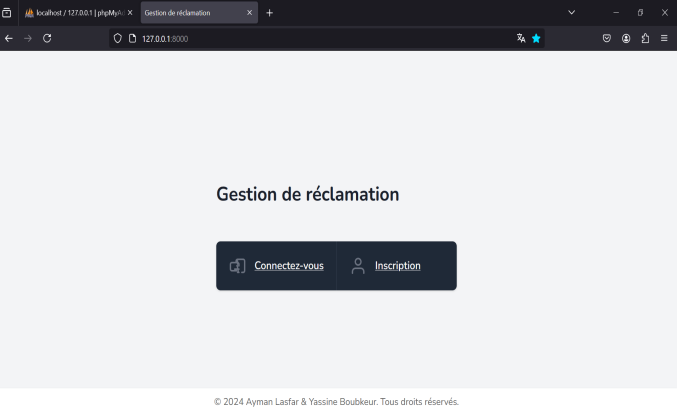 localhost / 127.0.0.1 | phpMyAd
Gestion de réclamation
127.0.0.1:8000
Gestion de réclamation
Connectez-vous
Inscription
© 2024 Ayman Lasfar & Yassine Boubkeur. Tous droits réservés.